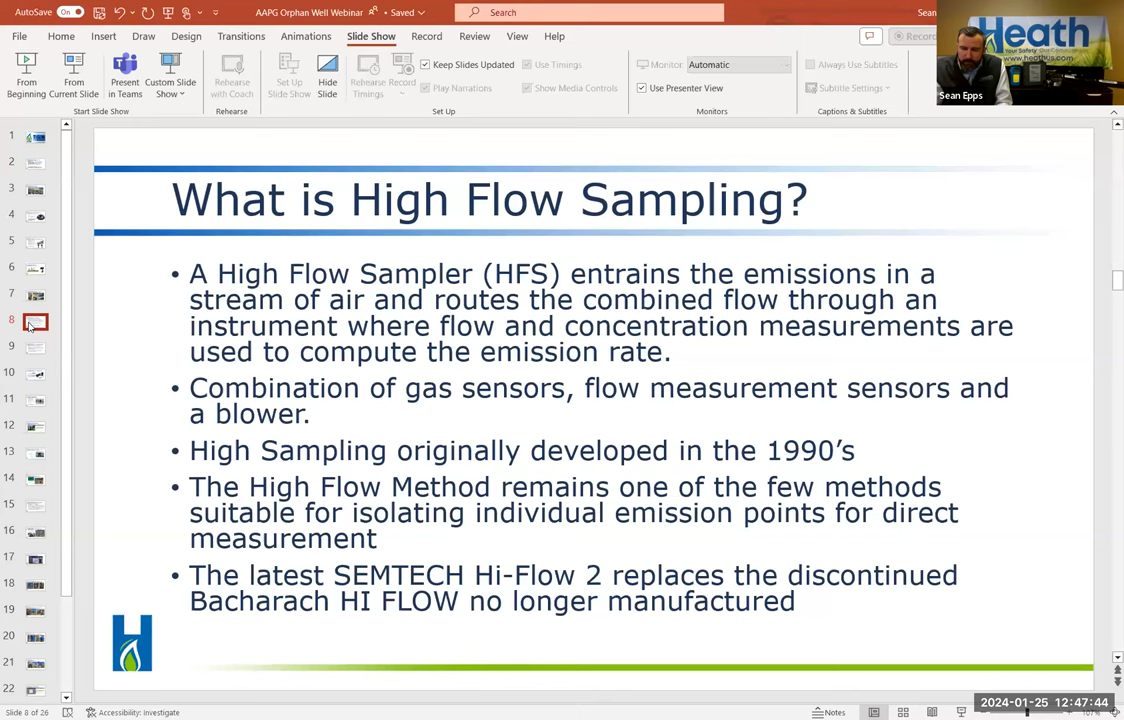 AutoSave On AAPG Orphan Well Webinar • Saved Search Sean
File Home Insert Draw Design Transitions Animations Slide Show Record Review View Help Record
From Beginning From Current Slide Present in Teams Custom Slide Show Rehearse with Coach Set Up Slide Show Hide Slide Rehearse Timings Record
Keep Slides Updated Use Timings Monitor: Automatic Always Use Subtitles
Play Narrations Show Media Controls Use Presenter View Subtitle Settings
Start Slide Show Rehearse Set Up Monitors Captions & Subtitles
Heath
Your Safety
www.heathus.com
Sean Epps
1
2
3
4
5
6
7
8
9
10
11
12
13
14
15
16
17
18
19
20
21
22
What is High Flow Sampling?
• A High Flow Sampler (HFS) entrains the emissions in a
stream of air and routes the combined flow through an
instrument where flow and concentration measurements are
used to compute the emission rate.
• Combination of gas sensors, flow measurement sensors and
a blower.
• High Sampling originally developed in the 1990’s
• The High Flow Method remains one of the few methods
suitable for isolating individual emission points for direct
measurement
• The latest SEMTECH Hi-Flow 2 replaces the discontinued
Bacharach HI FLOW no longer manufactured
Slide 8 of 26 Accessibility: Investigate Notes 107%
2024-01-25 12:47:44